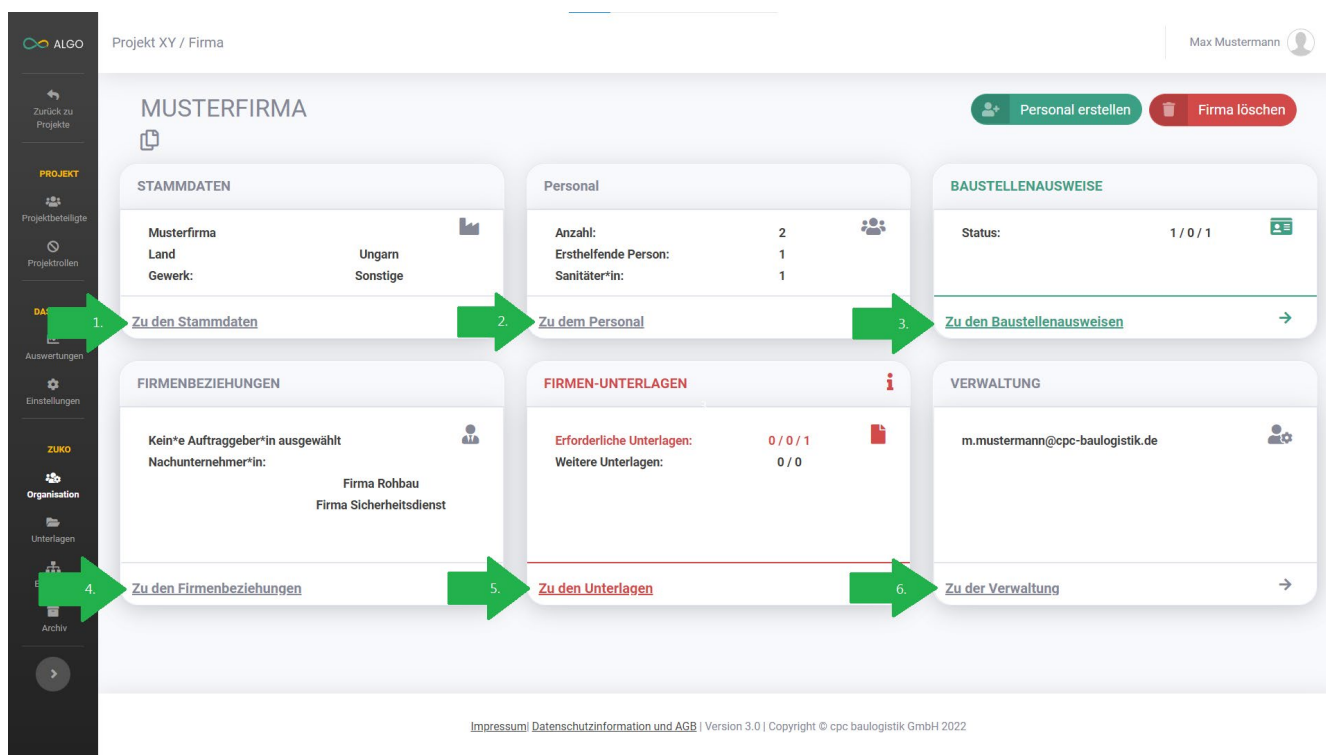 ALGO
Projekt XY / Firma
Max Mustermann
Zurück zu
Projekte
PROJEKT
Projektbeteiligte
Projektrollen
Auswertungen
Einstellungen
ZUKO
Organisation
Unterlagen
Archiv
MUSTERFIRMA
Personal erstellen
Firma löschen
STAMMDATEN
Musterfirma
Land Ungarn
Gewerk: Sonstige
1. Zu den Stammdaten
Personal
Anzahl: 2
Ersthelfende Person: 1
Sanitäter*in: 1
2. Zu dem Personal
BAUSTELLENAUSWEISE
Status: 1 / 0 / 1
3. Zu den Baustellenausweisen
FIRMENBEZIEHUNGEN
Kein*e Auftraggeber*in ausgewählt
Nachunternehmer*in:
Firma Rohbau
Firma Sicherheitsdienst
4. Zu den Firmenbeziehungen
FIRMEN-UNTERLAGEN
Erforderliche Unterlagen: 0 / 0 / 1
Weitere Unterlagen: 0 / 0
5. Zu den Unterlagen
VERWALTUNG
m.mustermann@cpc-baulogistik.de
6. Zu der Verwaltung
Impressum| Datenschutzinformation und AGB | Version 3.0 | Copyright © cpc baulogistik GmbH 2022